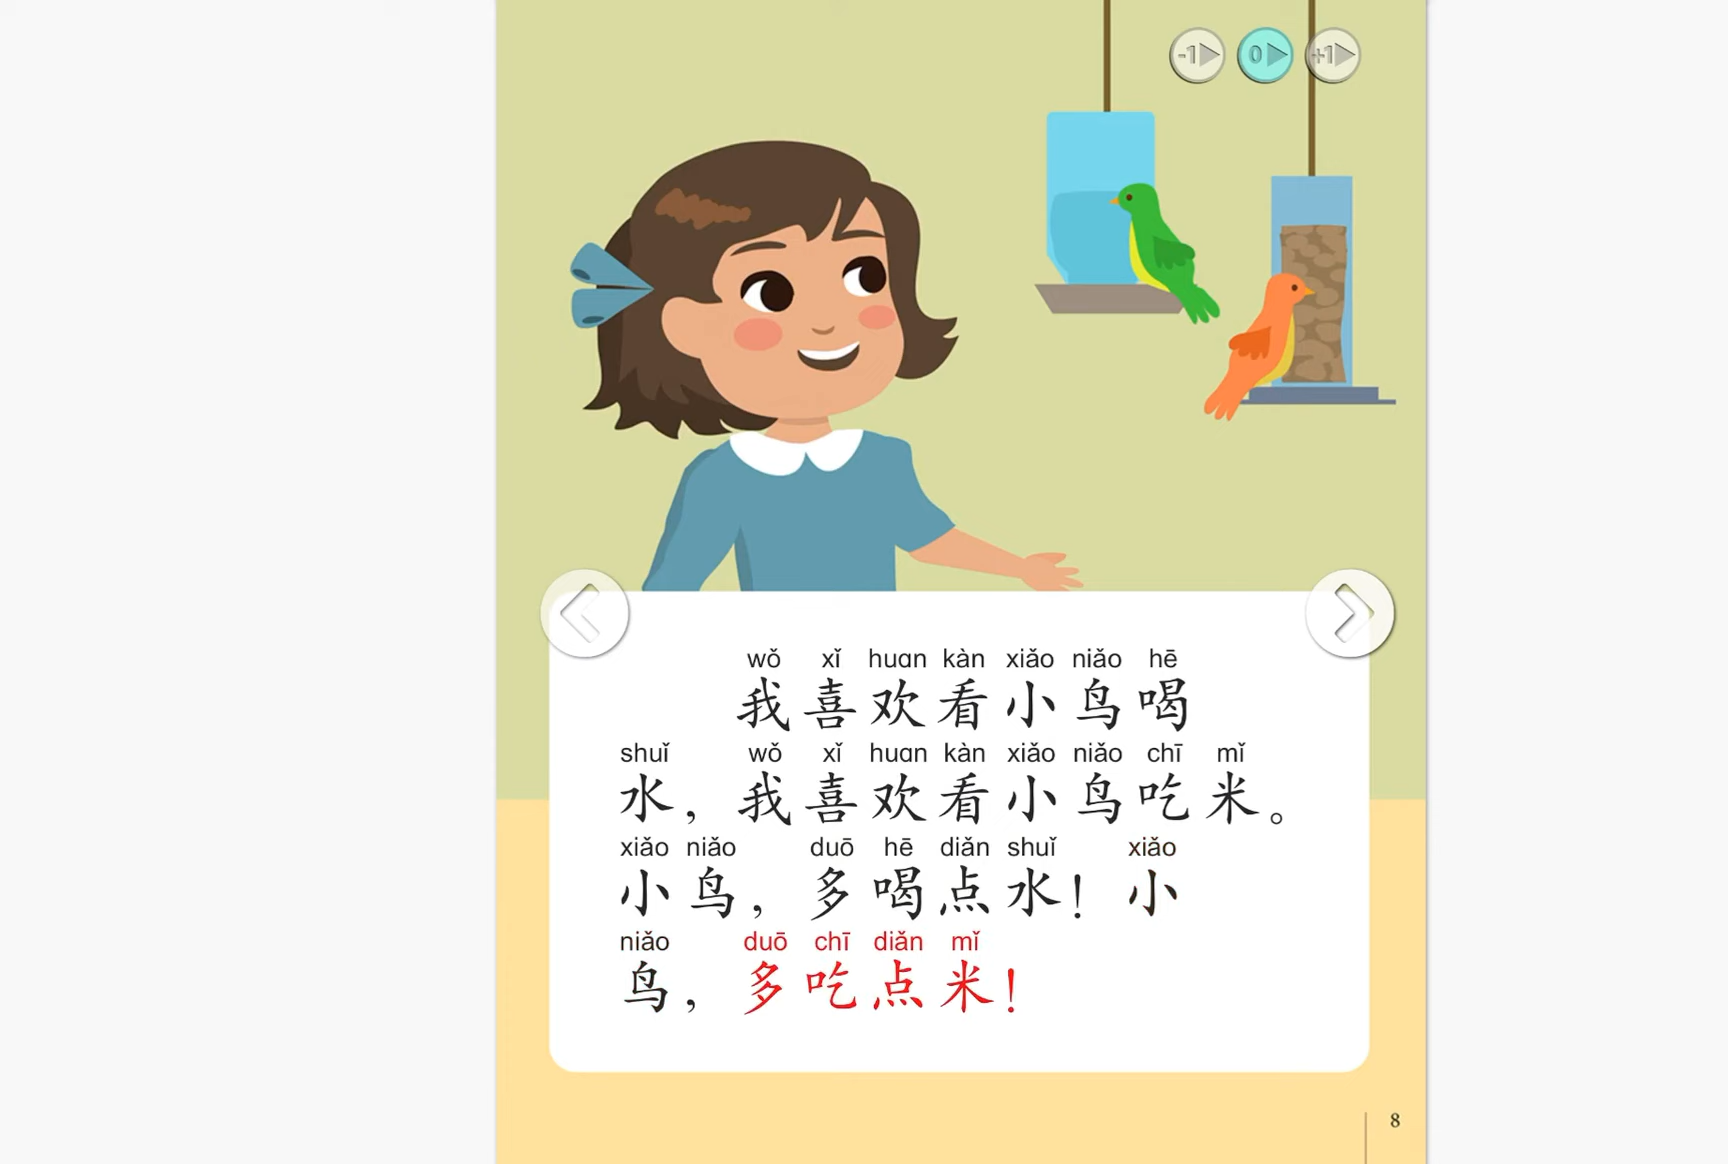 -1
0
+1
wǒ xǐ huɑn kàn xiǎo niǎo hē
我喜欢看小鸟喝
shuǐ wǒ xǐ huɑn kàn xiǎo niǎo chī mǐ
水，我喜欢看小鸟吃米。
xiǎo niǎo duō hē diǎn shuǐ xiǎo
小鸟，多喝点水！小
niǎo duō chī diǎn mǐ
鸟，多吃点米！
8